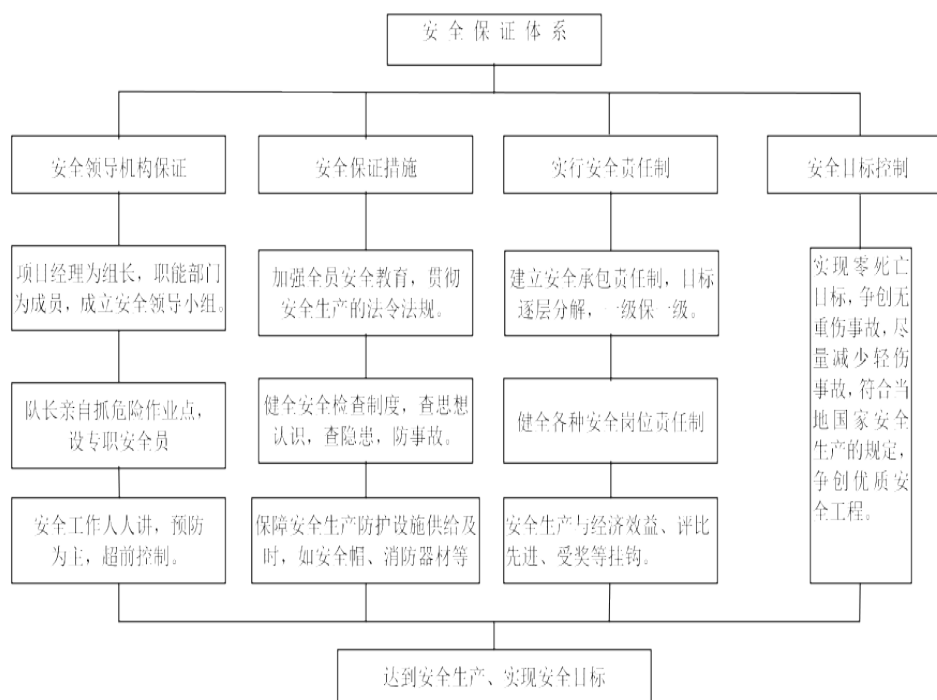 安全保证体系
安全领导机构保证
安全保证措施
实行安全责任制
安全目标控制
项目经理为组长，职能部门
为成员，成立安全领导小组。
加强全员安全教育，贯彻
安全生产的法令法规。
建立安全承包责任制，目标
逐层分解，一级保一级。
实现零死亡
目标，争创无
重伤事故，尽
量减少轻伤
事故，符合当
地国家安全
生产的规定，
争创优质安
全工程。
队长亲自抓危险作业点，
设专职安全员
健全安全检查制度，查思想
认识，查隐患，防事故。
健全各种安全岗位责任制
安全工作人人讲，预防
为主，超前控制。
保障安全生产防护设施供给及
时，如安全帽、消防器材等
安全生产与经济效益、评比
先进、受奖等挂钩。
达到安全生产、实现安全目标